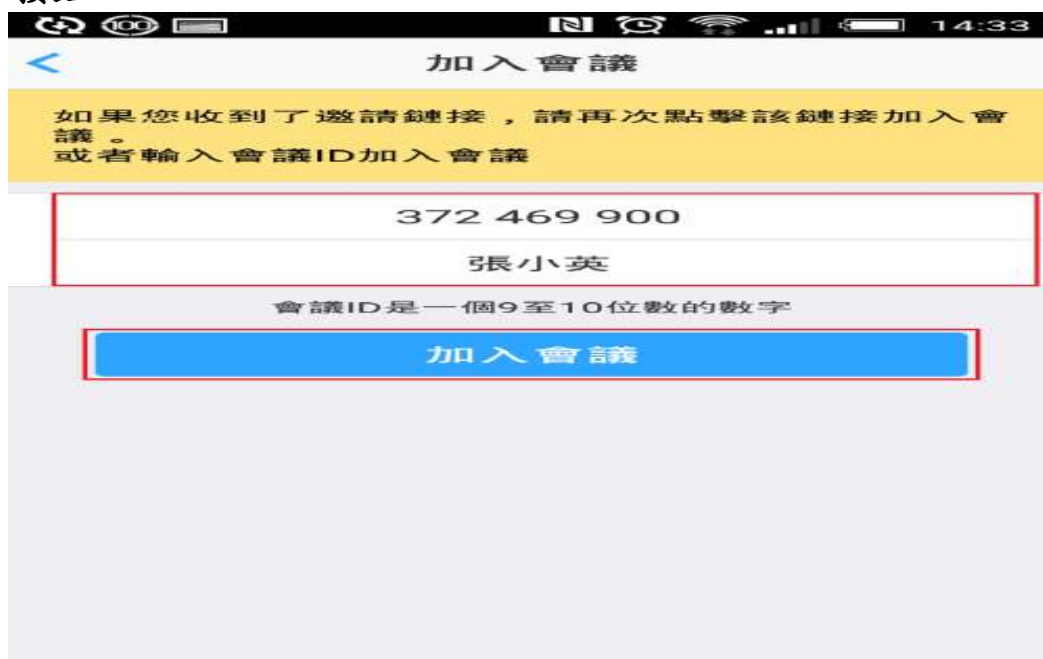 100 14:33
加入會議
如果您收到了邀請鏈接，請再次點擊該鏈接加入會
議。
或者輸入會議ID加入會議
372 469 900
張小英
會議ID是一個9至10位數的數字
加入會議